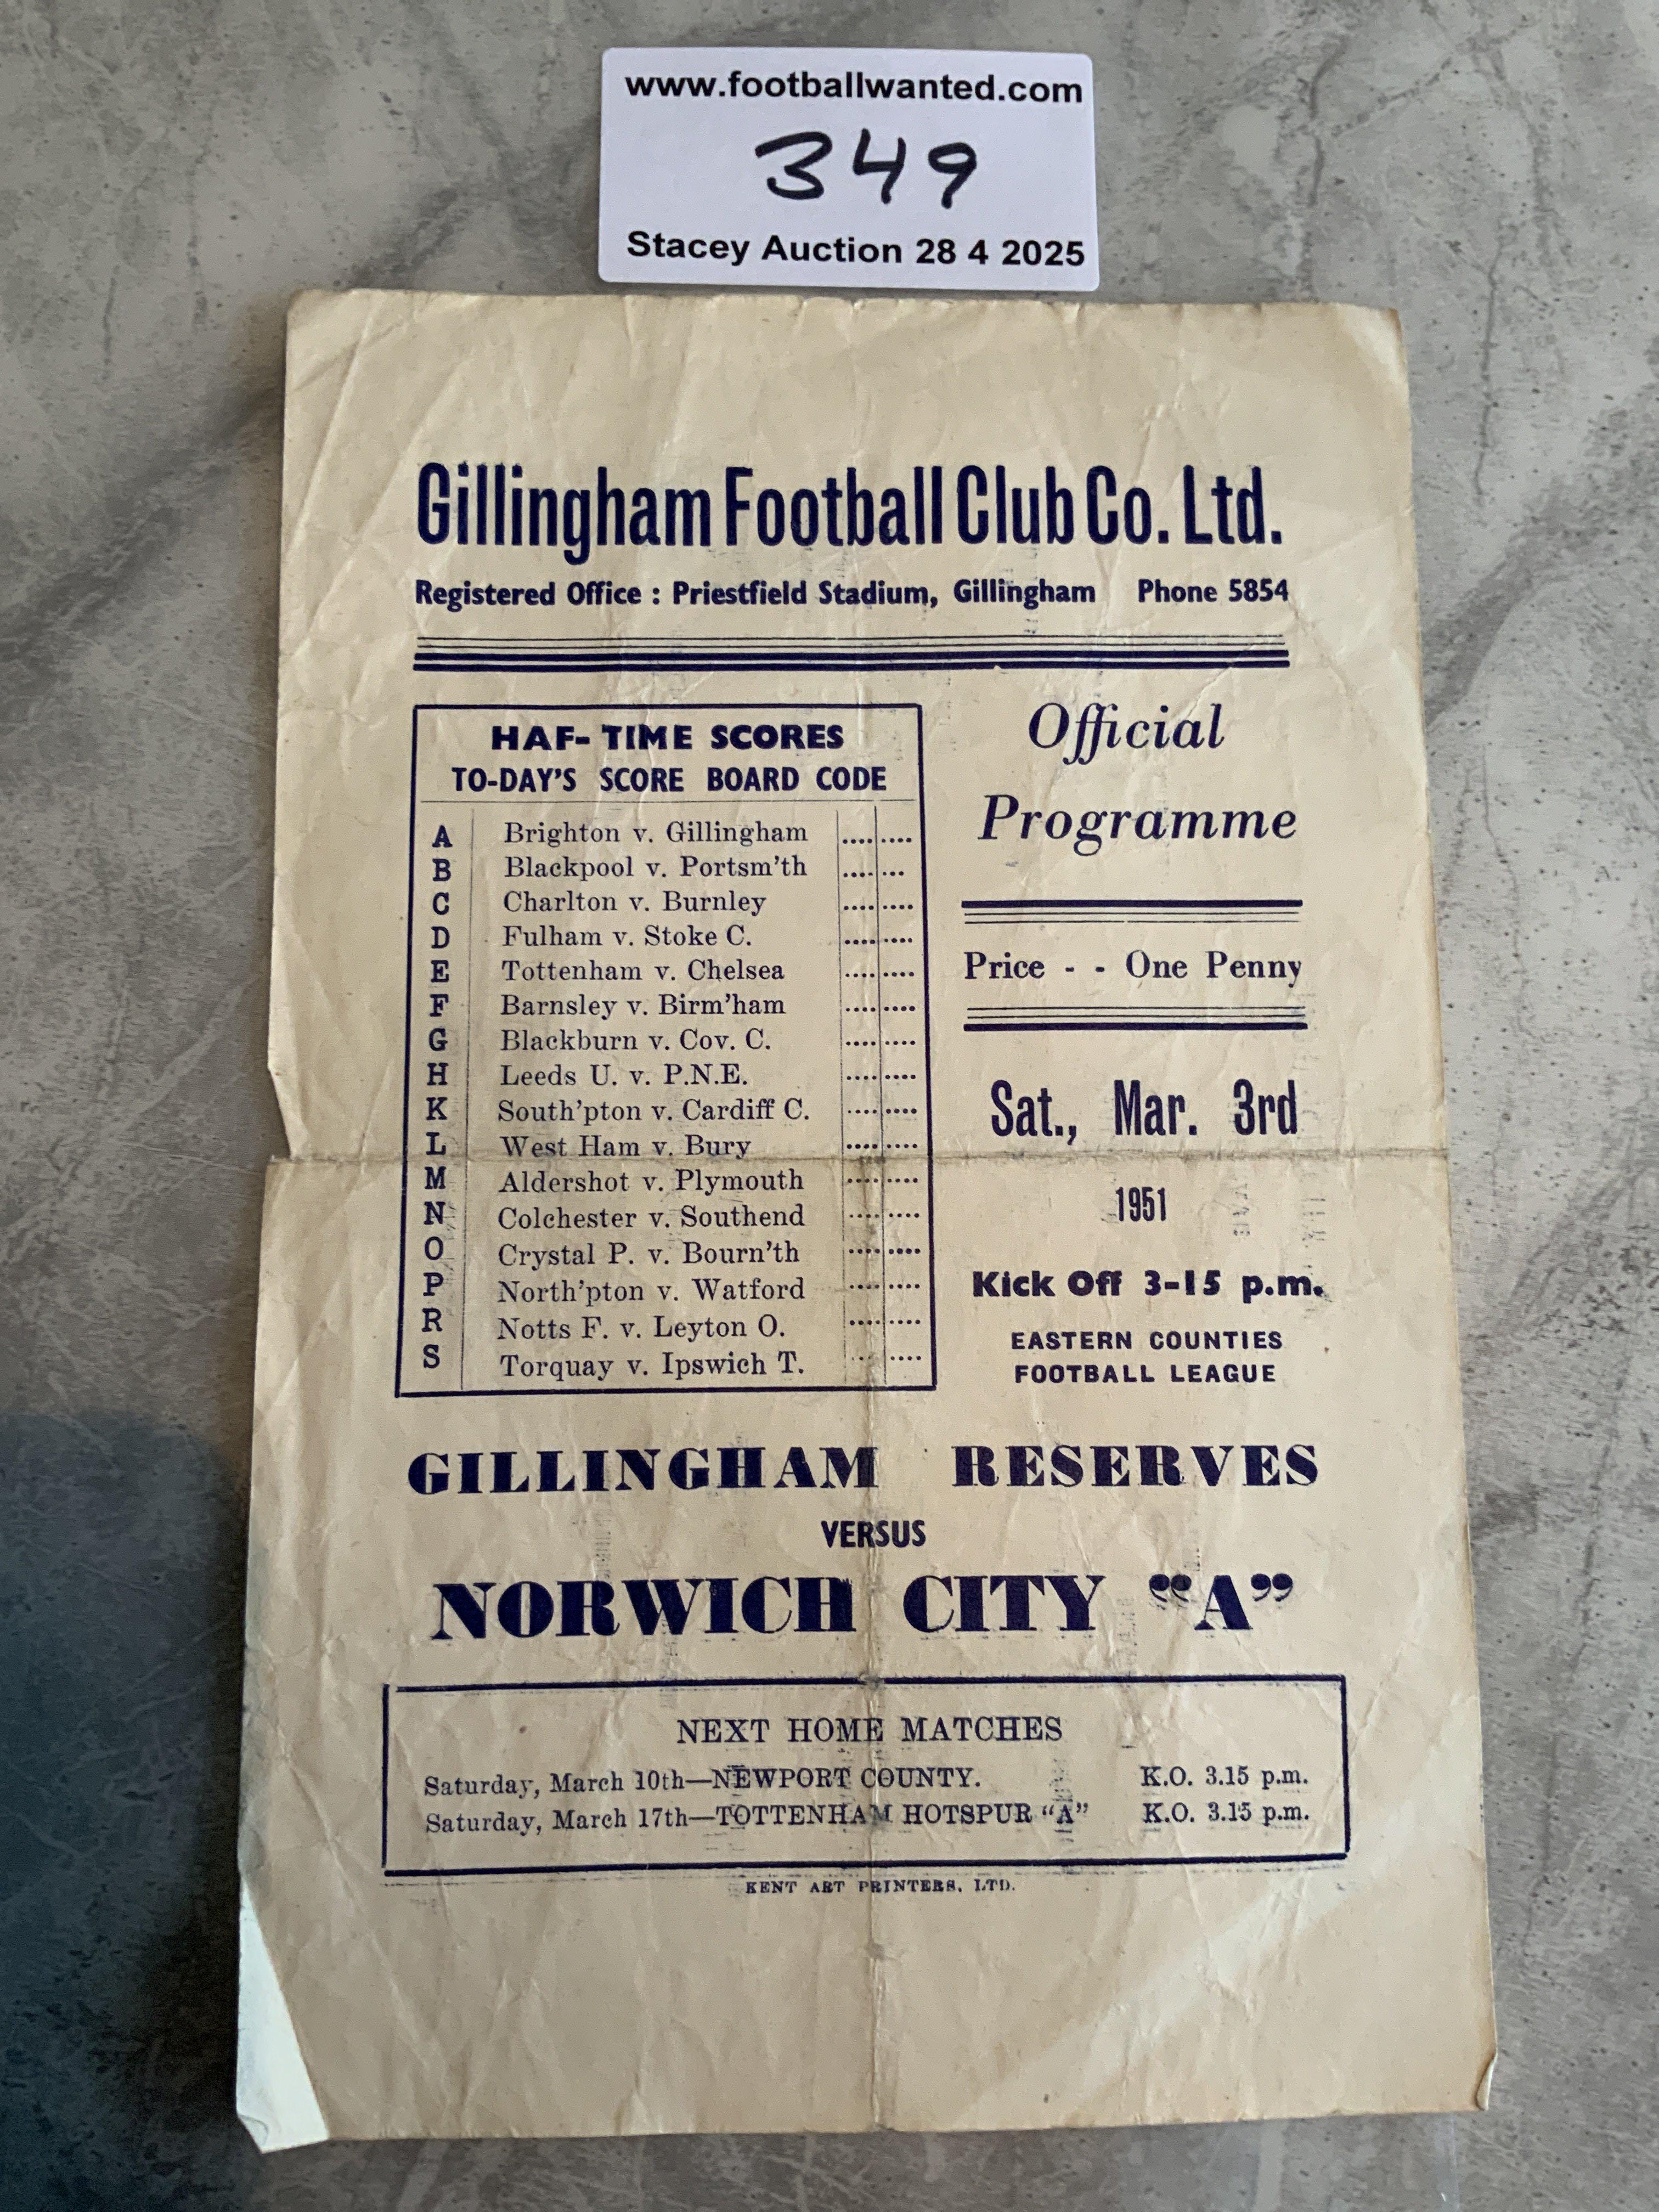 www.footballwanted.com
349
Stacey Auction 28 4 2025
Gillingham Football Club Co. Ltd.
Registered Office : Priestfield Stadium, Gillingham Phone 5854
HAF- TIME SCORES
TO-DAY'S SCORE BOARD CODE
A Brighton v. Gillingham .... ....
B Blackpool v. Portsm'th .... ...
C Charlton v. Burnley .... ....
D Fulham v. Stoke C. .... ....
E Tottenham v. Chelsea .... ....
F Barnsley v. Birm'ham .... ....
G Blackburn v. Cov. C. .... ....
H Leeds U. v. P.N.E. .... ....
K South'pton v. Cardiff C. .... ....
L West Ham v. Bury .... ....
M Aldershot v. Plymouth .... ....
N Colchester v. Southend .... ....
O Crystal P. v. Bourn'th .... ....
P North'pton v. Watford .... ....
R Notts F. v. Leyton O. .... ....
S Torquay v. Ipswich T. ... ....
Official
Programme
Price - - One Penny
Sat., Mar. 3rd
1951
Kick Off 3-15 p.m.
EASTERN COUNTIES
FOOTBALL LEAGUE
GILLINGHAM RESERVES
VERSUS
NORWICH CITY "A"
NEXT HOME MATCHES
Saturday, March 10th—NEWPORT COUNTY. K.O. 3.15 p.m.
Saturday, March 17th—TOTTENHAM HOTSPUR "A" K.O. 3.15 p.m.
KENT ART PRINTERS, LTD.